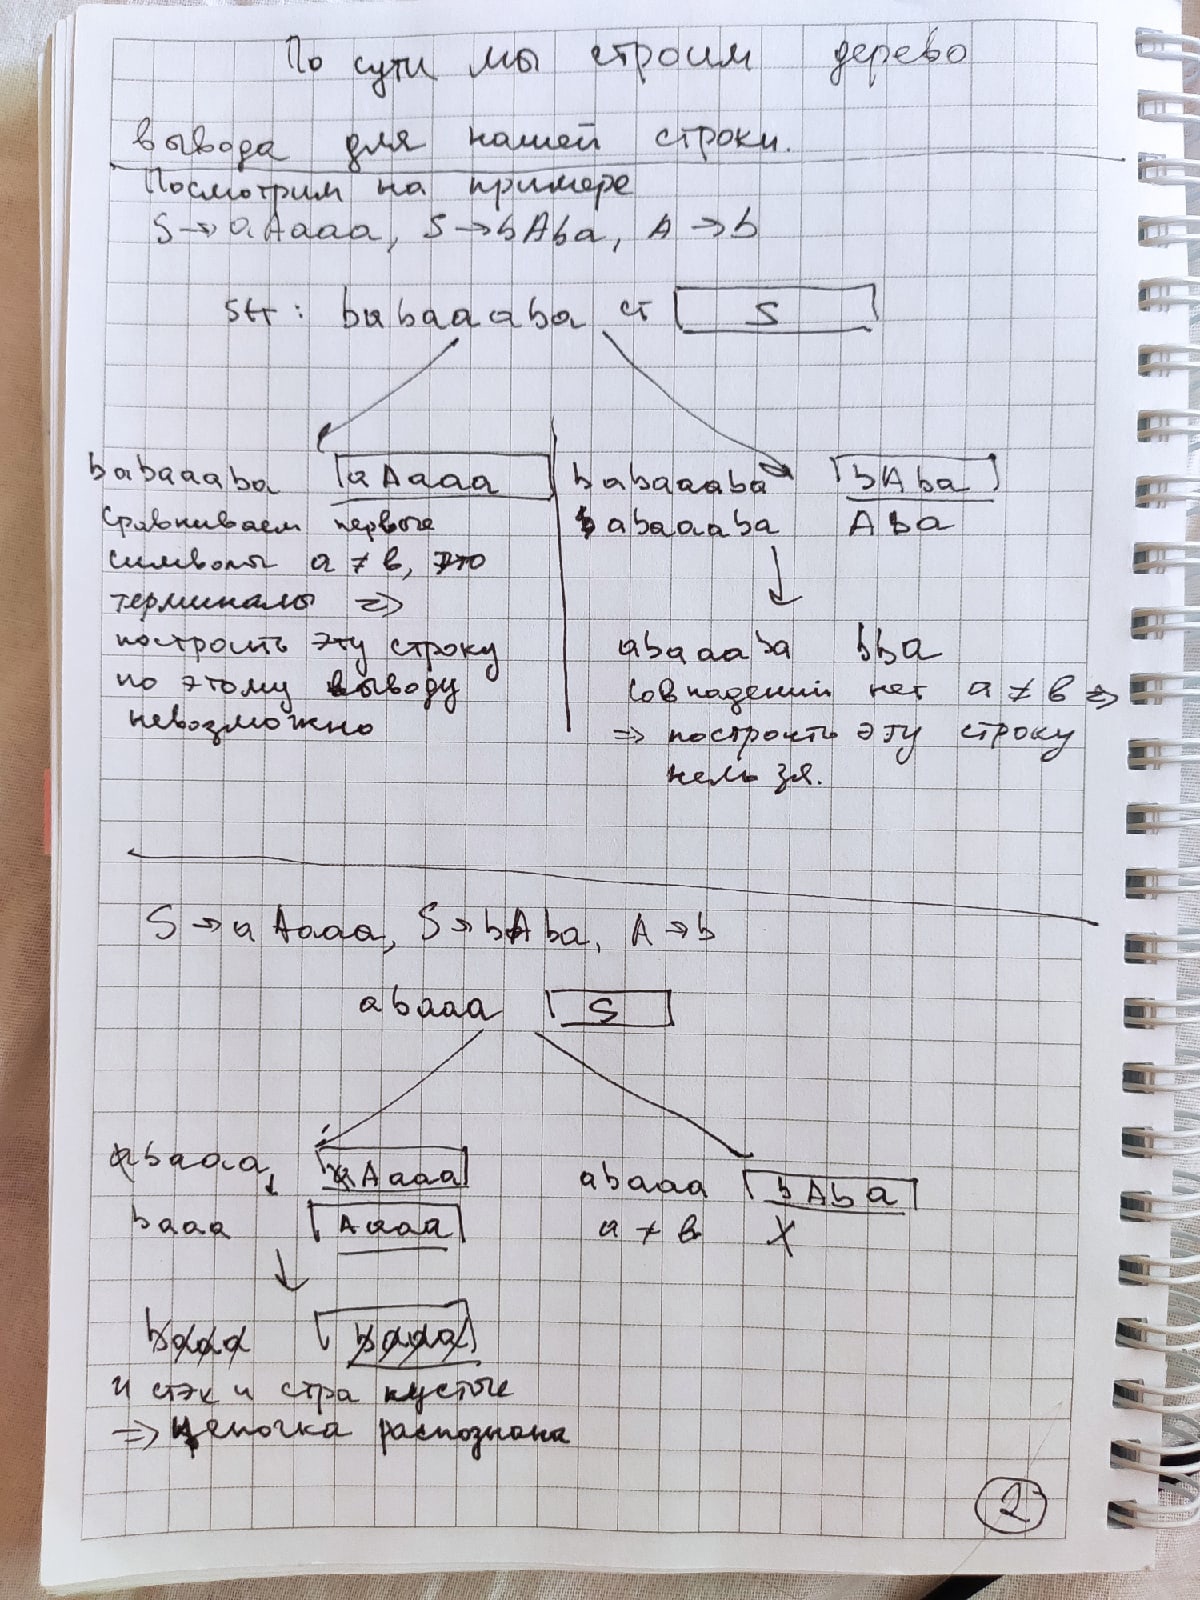 По сути мы строим дерево
вывода для нашей строки.
Посмотрим на примере
S → aAaaa, S → bAba, A → b
str: babaaaba ст S
babaaaba aAaaa
Сравниваем первые
символы a ≠ b, это
терминалы ⇒
построить эту строку
по этому выводу
невозможно
babaaaba bAba
babaaaba Aba
abaaaba bba
Совпадений нет a ≠ b ⇒
⇒ построить эту строку
нельзя.
S → aAaaa, S → bAba, A → b
abaaa S
abaaa aAaaa
baaa Aaaa
baaa baaa
И стэк и стра пустые
⇒ цепочка распознана
abaaa bAba
a ≠ b X
2